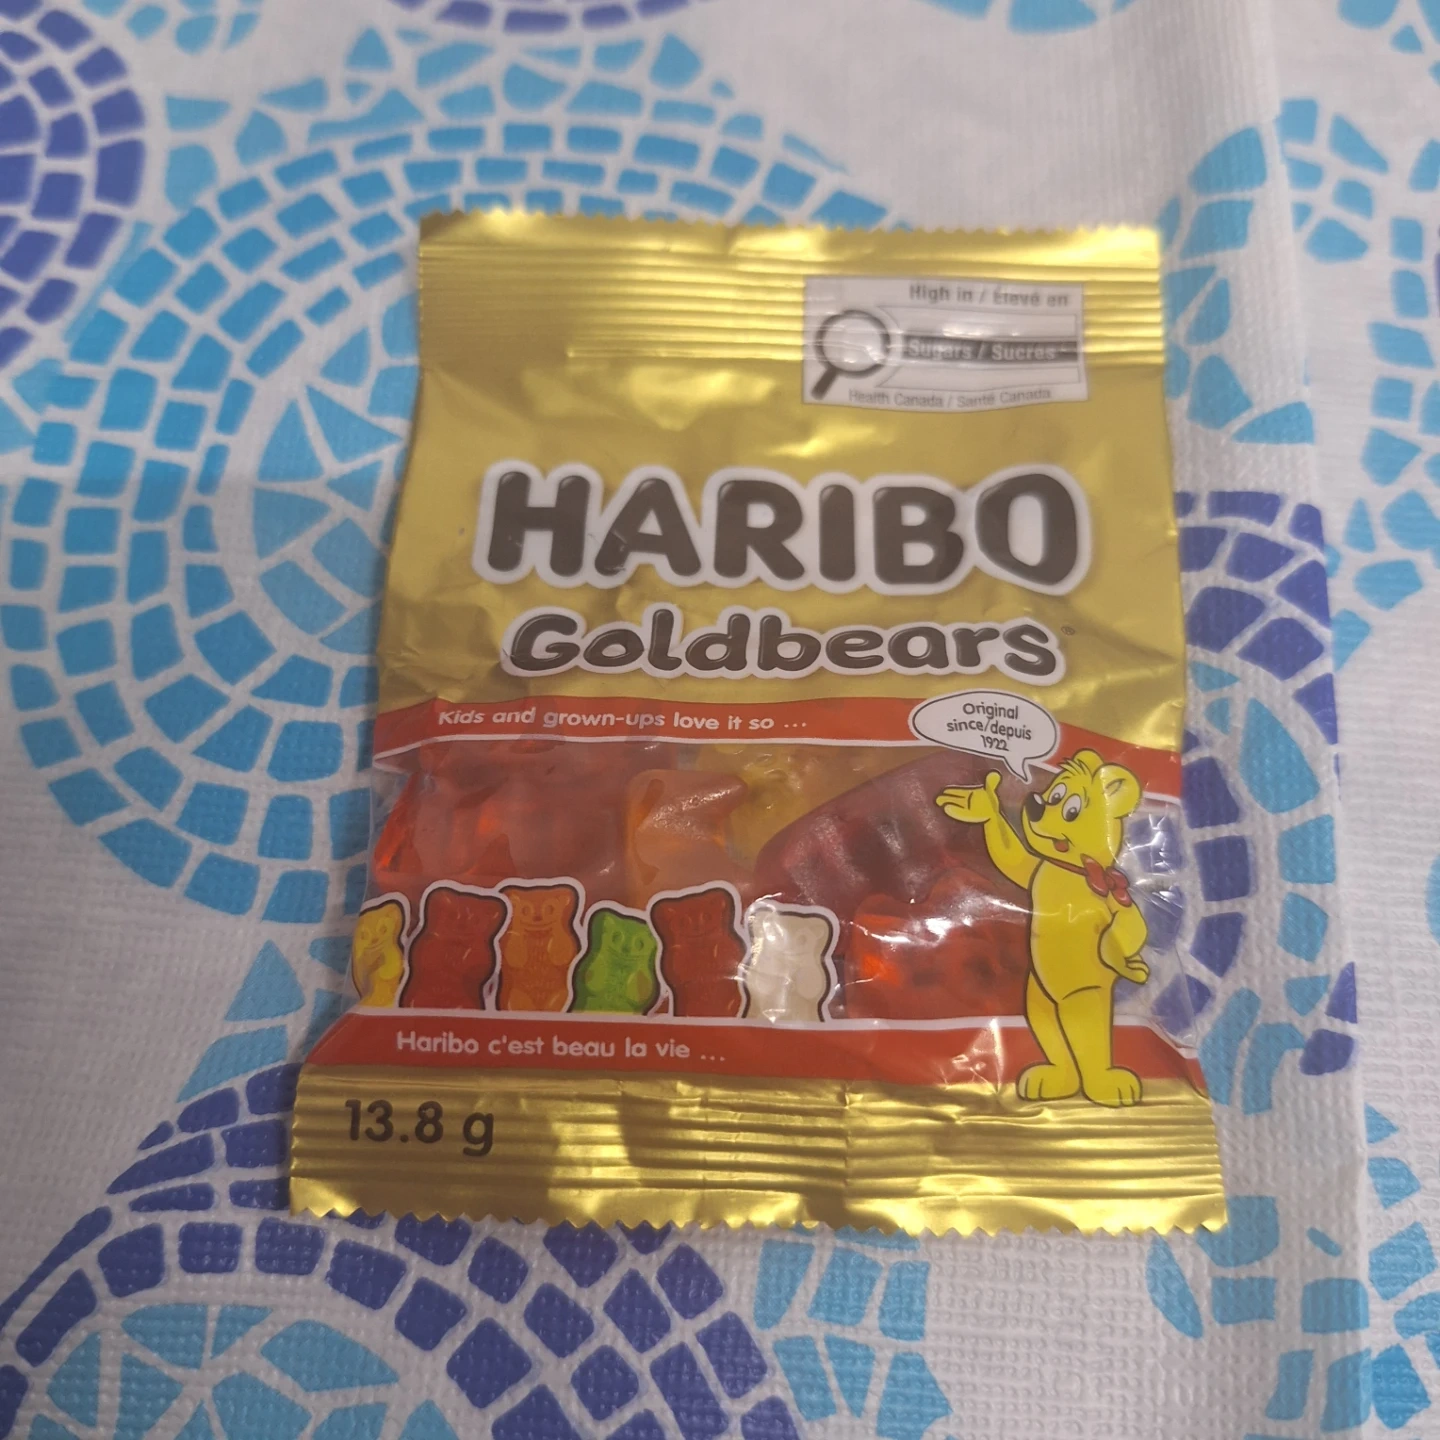 High in / Élevé en
Sugars / Sucres
Health Canada / Santé Canada
HARIBO
Goldbears®
Kids and grown-ups love it so ...
Original
since/depuis
1922
Haribo c'est beau la vie ...
13.8 g